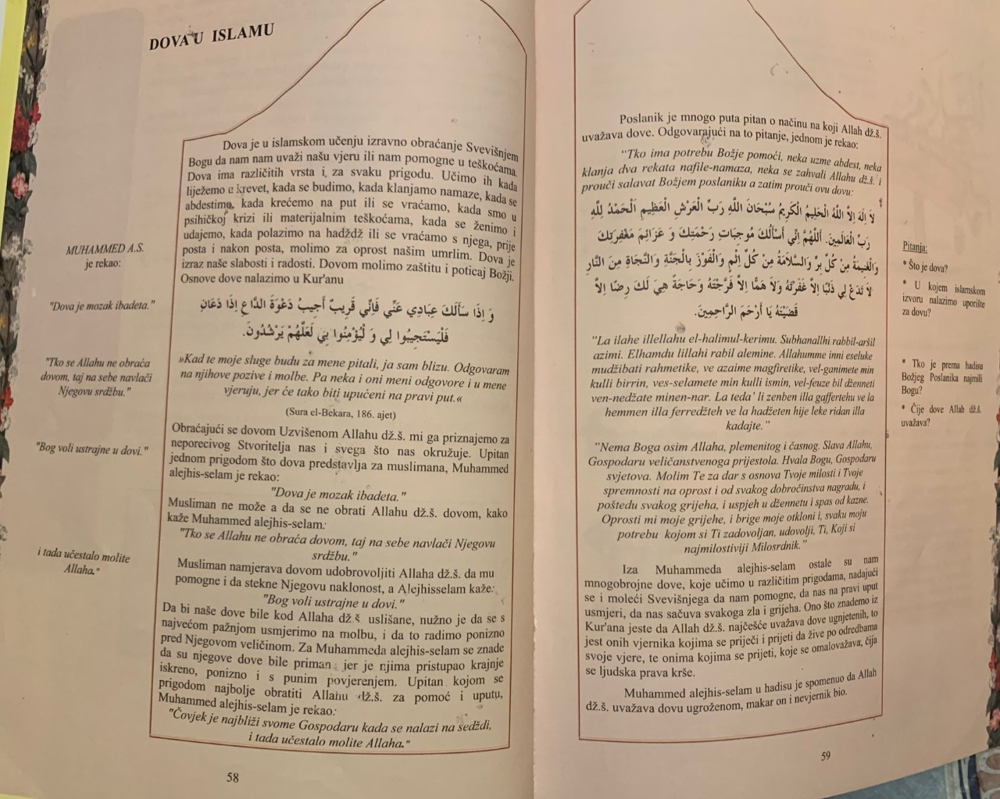 DOVA U ISLAMU
MUHAMMED A.S.
je rekao:
"Dova je mozak ibadeta."
"Tko se Allahu ne obraća
dovom, taj na sebe navlači
Njegovu srdžbu."
"Bog voli ustrajne u dovi."
i tada učestalo molite
Allaha."
Dova je u islamskom učenju izravno obraćanje Svevišnjem
Bogu da nam nam uvaži našu vjeru ili nam pomogne u teškoćama.
Dova ima različitih vrsta i za svaku prigodu. Učimo ih kada
liježemo u krevet, kada se budimo, kada klanjamo namaze, kada se
abdestimo, kada krećemo na put ili se vraćamo, kada smo u
psihičkoj krizi ili materijalnim teškoćama, kada se ženimo i
udajemo, kada polazimo na hadždž ili se vraćamo s njega, prije
posta i nakon posta, molimo za oprost našim umrlim. Dova je
izraz naše slabosti i radosti. Dovom molimo zaštitu i poticaj Božji.
Osnove dove nalazimo u Kur'anu
وَ اِذَا سَأَلَكَ عِبَادِي عَنِّي فَاِنِّي قَرِيبٌ أُجِيبُ دَعْوَةَ الدَّاعِ اِذَا دَعَانِ
فَلْيَسْتَجِيبُوا لِي وَ لْيُؤْمِنُوا بِي لَعَلَّهُمْ يَرْشُدُونَ.
»Kad te moje sluge budu za mene pitali, ja sam blizu. Odgovaram
na njihove pozive i molbe. Pa neka i oni meni odgovore i u mene
vjeruju, jer će tako biti upućeni na pravi put.«
(Sura el-Bekara, 186. ajet)
Obraćajući se dovom Uzvišenom Allahu dž.š. mi ga priznajemo za
neporecivog Stvoritelja nas i svega što nas okružuje. Upitan
jednom prigodom što dova predstavlja za muslimana, Muhammed
alejhis-selam je rekao:
"Dova je mozak ibadeta."
Musliman ne može a da se ne obrati Allahu dž.š. dovom, kako
kaže Muhammed alejhis-selam:
"Tko se Allahu ne obraća dovom, taj na sebe navlači Njegovu
srdžbu."
Musliman namjerava dovom udobrovoljiti Allaha dž.š. da mu
pomogne i da stekne Njegovu naklonost, a Alejhisselam kaže:
"Bog voli ustrajne u dovi."
Da bi naše dove bile kod Allaha dž.š uslišane, nužno je da se s
najvećom pažnjom usmjerimo na molbu, i da to radimo ponizno
pred Njegovom veličinom. Za Muhammeda alejhis-selam se znade
da su njegove dove bile priman jer je njima pristupao krajnje
iskreno, ponizno i s punim povjerenjem. Upitan kojom se
prigodom najbolje obratiti Allahu dž.š. za pomoć i uputu,
Muhammed alejhis-selam je rekao:
"Čovjek je najbliži svome Gospodaru kada se nalazi na sedždi,
i tada učestalo molite Allaha."
58
Poslanik je mnogo puta pitan o načinu na koji Allah dž.š.
uvažava dove. Odgovarajući na to pitanje, jednom je rekao:
"Tko ima potrebu Božje pomoći, neka uzme abdest, neka
klanja dva rekata nafile-namaza, neka se zahvali Allahu dž.š. i
prouči salavat Božjem poslaniku a zatim prouči ovu dovu:
لاَ اِلَهَ اِلاَّ اللَّهُ الْحَلِيمُ الْكَرِيمُ سُبْحَانَ اللَّهِ رَبِّ الْعَرْشِ الْعَظِيمِ اَلْحَمْدُ لِلَّهِ
رَبِّ الْعَالَمِينَ. اَللَّهُمَّ اِنِّي أَسْأَلُكَ مُوجِبَاتِ رَحْمَتِكَ وَ عَزَائِمَ مَغْفِرَتِكَ
وَالْغَنِيمَةَ مِنْ كُلِّ بِرٍّ وَالسَّلاَمَةَ مِنْ كُلِّ اِثْمٍ وَالْفَوْزَ بِالْجَنَّةِ وَالنَّجَاةَ مِنَ النَّارِ
لاَ تَدَعْ لِي ذَنْبًا اِلاَّ غَفَرْتَهُ وَلاَ هَمًّا اِلاَّ فَرَّجْتَهُ وَحَاجَةً هِيَ لَكَ رِضًا اِلاَّ
قَضَيْتَهُ يَا أَرْحَمَ الرَّاحِمِينَ.
"La ilahe illellahu el-halimul-kerimu. Subhanallhi rabbil-aršil
azimi. Elhamdu lillahi rabil alemine. Allahumme inni eseluke
mudžibati rahmetike, ve azaime magfiretike, vel-ganimete min
kulli birrin, ves-selamete min kulli ismin, vel-feuze bil dženneti
ven-nedžate minen-nar. La teda' li zenben illa gaffertehu ve la
hemmen illa ferredžteh ve la hadžeten hije leke ridan illa
kadajte."
"Nema Boga osim Allaha, plemenitog i časnog. Slava Allahu,
Gospodaru veličanstvenoga prijestola. Hvala Bogu, Gospodaru
svjetova. Molim Te za dar s osnova Tvoje milosti i Tvoje
spremnosti na oprost i od svakog dobročinstva nagradu, i
poštedu svakog grijeha, i uspjeh u džennetu i spas od kazne.
Oprosti mi moje grijehe, i brige moje otkloni i, svaku moju
potrebu kojom si Ti zadovoljan, udovolji, Ti, Koji si
najmilostiviji Milosrdnik."
Iza Muhammeda alejhis-selam ostale su nam
mnogobrojne dove, koje učimo u različitim prigodama, nadajući
se i moleći Svevišnjega da nam pomogne, da nas na pravi uput
usmjeri, da nas sačuva svakoga zla i grijeha. Ono što znademo iz
Kur'ana jeste da Allah dž.š. najčešće uvažava dove ugnjetenih, to
jest onih vjernika kojima se priječi i prijeti da žive po odredbama
svoje vjere, te onima kojima se prijeti, koje se omalovažava, čija
se ljudska prava krše.
Muhammed alejhis-selam u hadisu je spomenuo da Allah
dž.š. uvažava dovu ugroženom, makar on i nevjernik bio.
Pitanja:
* Što je dova?
* U kojem islamskom
izvoru nalazimo uporište
za dovu?
* Tko je prema hadisu
Božjeg Poslanika najmili
Bogu?
* Čije dove Allah dž.š.
uvažava?
59